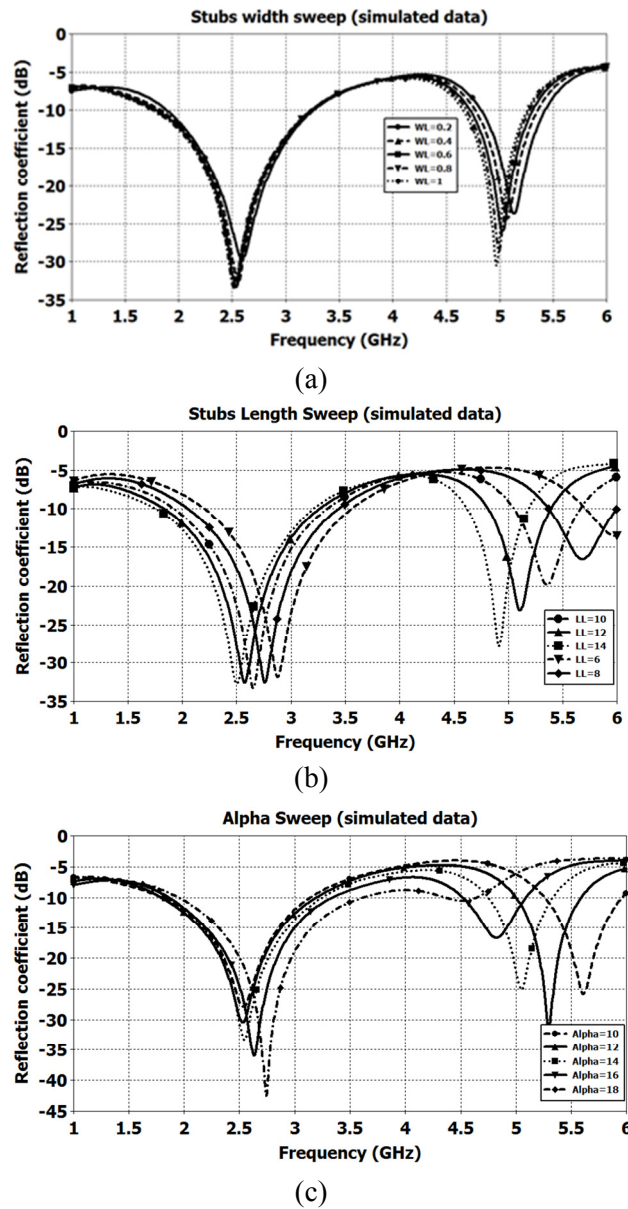 Stubs width sweep (simulated data)
0
-5
-10
-15
-20
-25
-30
-35
Reflection coefficient (dB)
WL=0.2
WL=0.4
WL=0.6
WL=0.8
WL=1
1 1.5 2 2.5 3 3.5 4 4.5 5 5.5 6
Frequency (GHz)
(a)
Stubs Length Sweep (simulated data)
0
-5
-10
-15
-20
-25
-30
-35
Reflection coefficient (dB)
LL=10
LL=12
LL=14
LL=6
LL=8
1 1.5 2 2.5 3 3.5 4 4.5 5 5.5 6
Frequency (GHz)
(b)
Alpha Sweep (simulated data)
0
-5
-10
-15
-20
-25
-30
-35
-40
-45
Reflection coefficient (dB)
Alpha=10
Alpha=12
Alpha=14
Alpha=16
Alpha=18
1 1.5 2 2.5 3 3.5 4 4.5 5 5.5 6
Frequency (GHz)
(c)